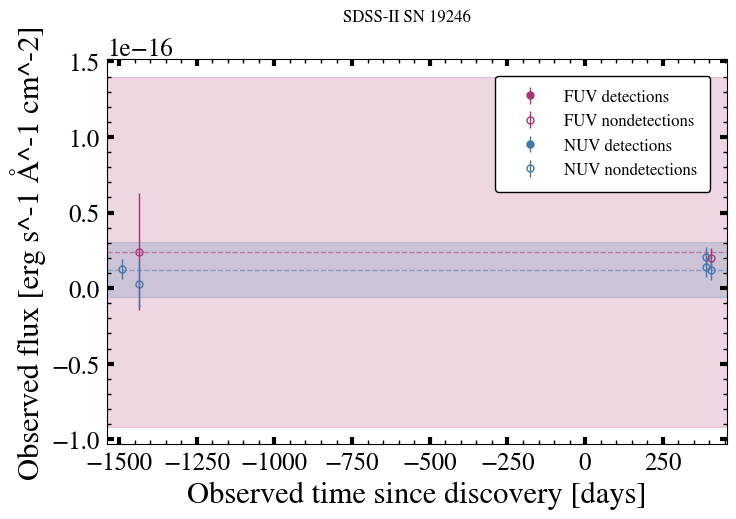 SDSS-II SN 19246
1e−16
1.5
1.0
0.5
0.0
−0.5
−1.0
Observed flux [erg s^-1 Å^-1 cm^-2]
FUV detections
FUV nondetections
NUV detections
NUV nondetections
−1500 −1250 −1000 −750 −500 −250 0 250
Observed time since discovery [days]